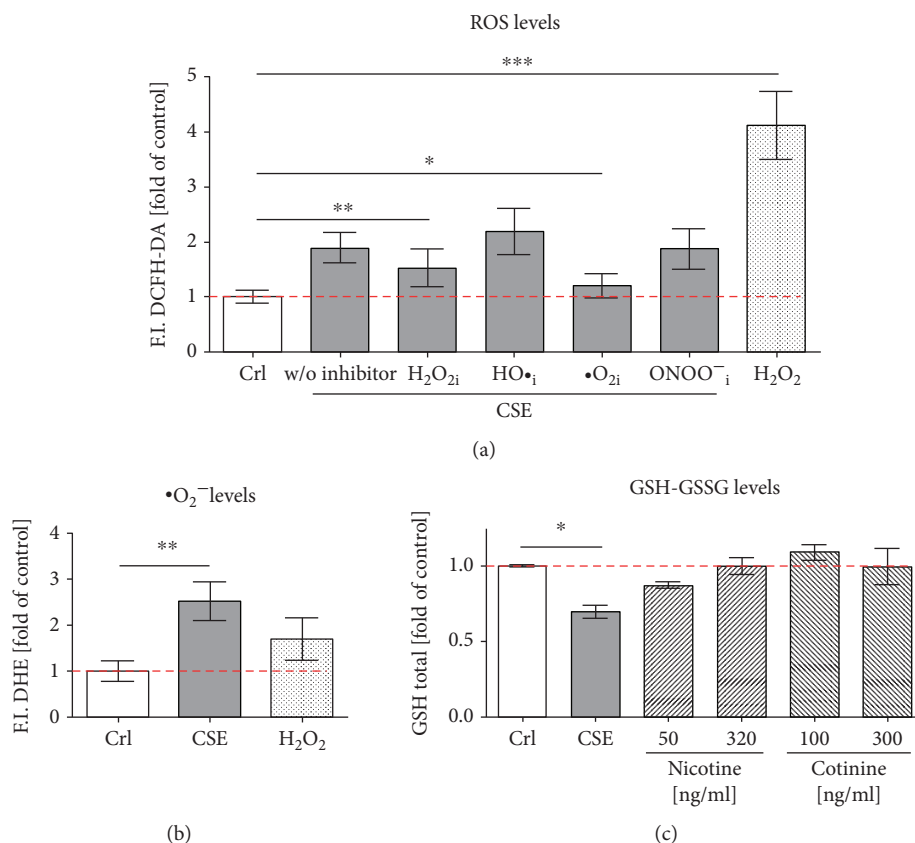 ROS levels
F.I. DCFH-DA [fold of control]
5
4
3
2
1
0
***
*
**
Crl w/o inhibitor H₂O₂ᵢ HO•ᵢ •O₂ᵢ ONOO⁻ᵢ H₂O₂
CSE
(a)
•O₂⁻ levels
F.I. DHE [fold of control]
4
3
2
1
0
**
Crl CSE H₂O₂
(b)
GSH-GSSG levels
GSH total [fold of control]
1.0
0.5
0.0
*
Crl CSE 50 320 100 300
Nicotine Cotinine
[ng/ml] [ng/ml]
(c)